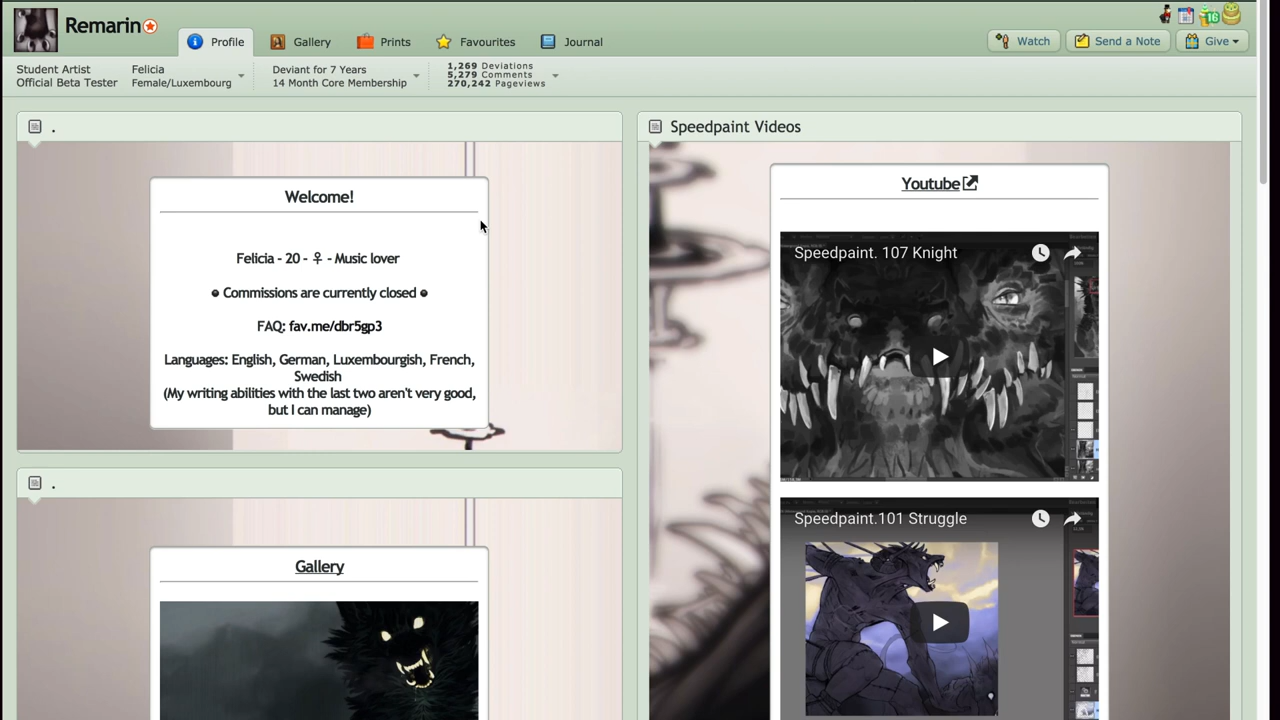 Remarin
Profile
Gallery
Prints
Favourites
Journal
16
Watch
Send a Note
Give
Student Artist
Official Beta Tester
Felicia
Female/Luxembourg
Deviant for 7 Years
14 Month Core Membership
1,269 Deviations
5,279 Comments
270,242 Pageviews
.
Welcome!
Felicia - 20 - ♀ - Music lover
Commissions are currently closed
FAQ: fav.me/dbr5gp3
Languages: English, German, Luxembourgish, French,
Swedish
(My writing abilities with the last two aren't very good,
but I can manage)
.
Gallery
Speedpaint Videos
Youtube
Speedpaint. 107 Knight
Speedpaint.101 Struggle